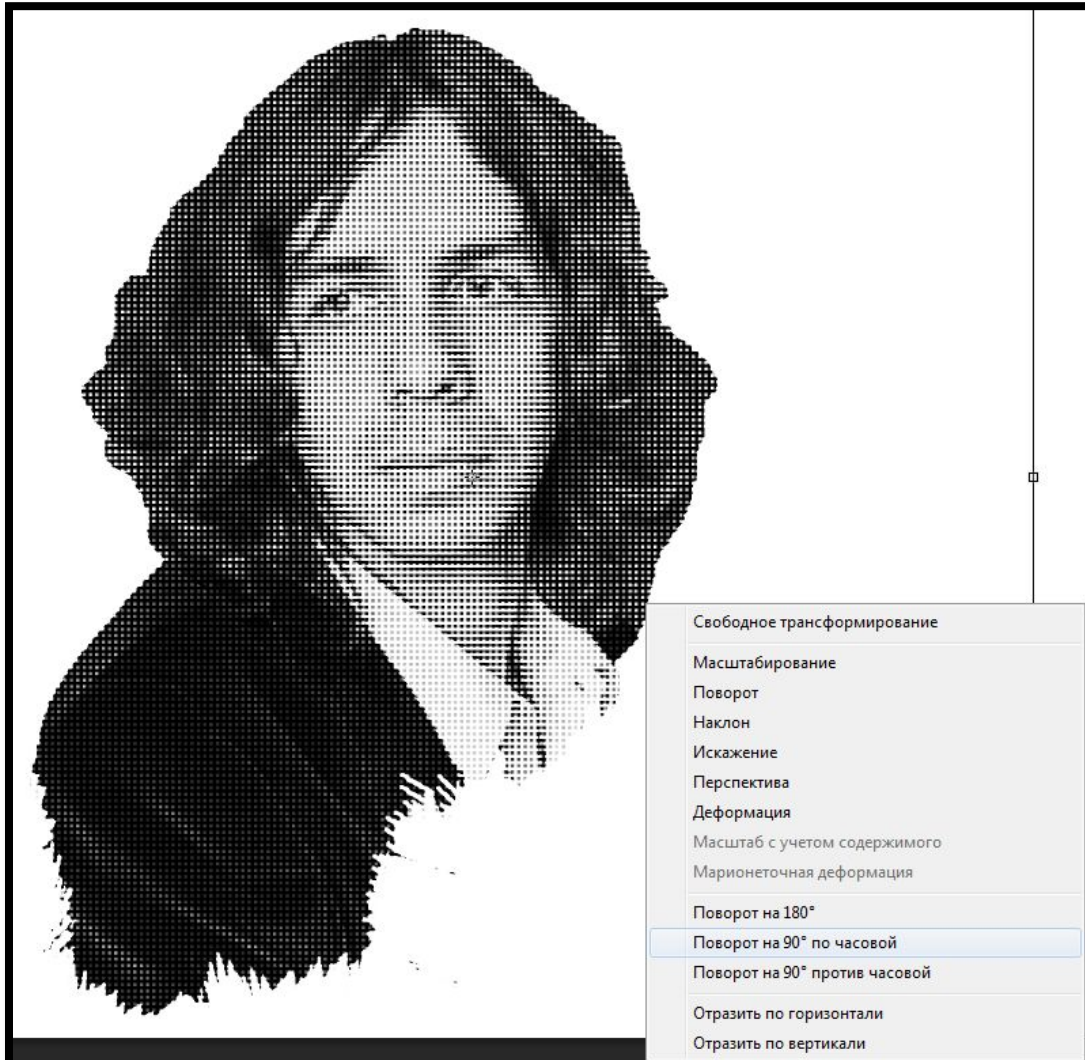 Свободное трансформирование
Масштабирование
Поворот
Наклон
Искажение
Перспектива
Деформация
Масштаб с учетом содержимого
Марионеточная деформация
Поворот на 180°
Поворот на 90° по часовой
Поворот на 90° против часовой
Отразить по горизонтали
Отразить по вертикали